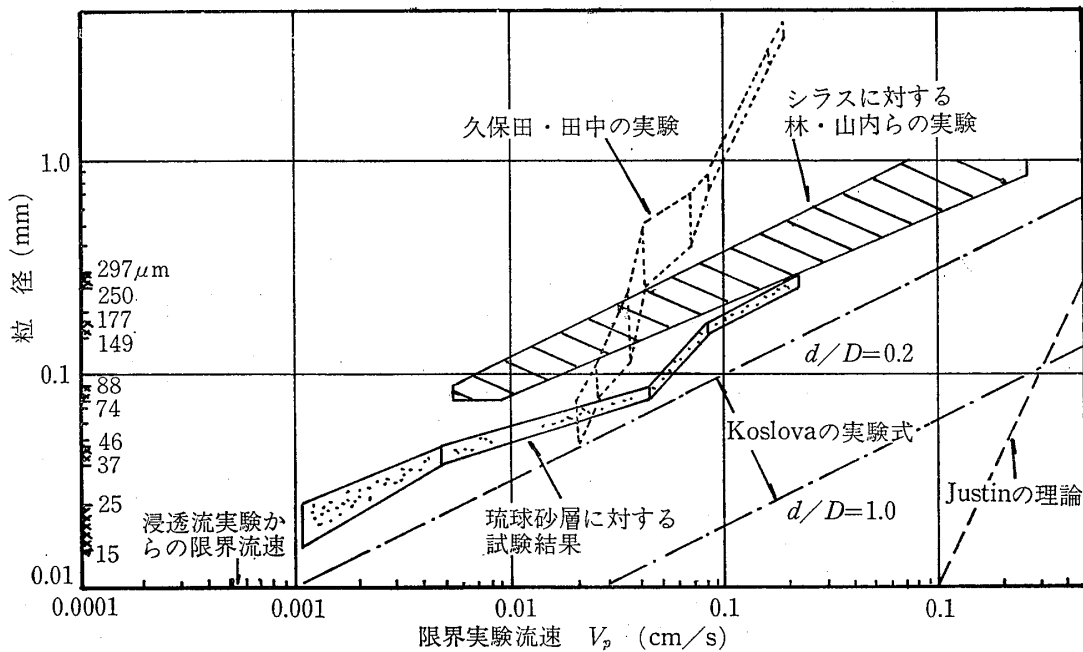 久保田・田中の実験
シラスに対する
林・山内らの実験
粒 径 (mm)
1.0
297μm
250
177
149
0.1
88
74
46
37
25
15
0.01
d/D=0.2
Koslovaの実験式
d/D=1.0
Justinの理論
浸透流実験か
らの限界流速
琉球砂層に対する
試験結果
0.0001
0.001
0.01
0.1
0.1
限界実験流速 Vp (cm/s)